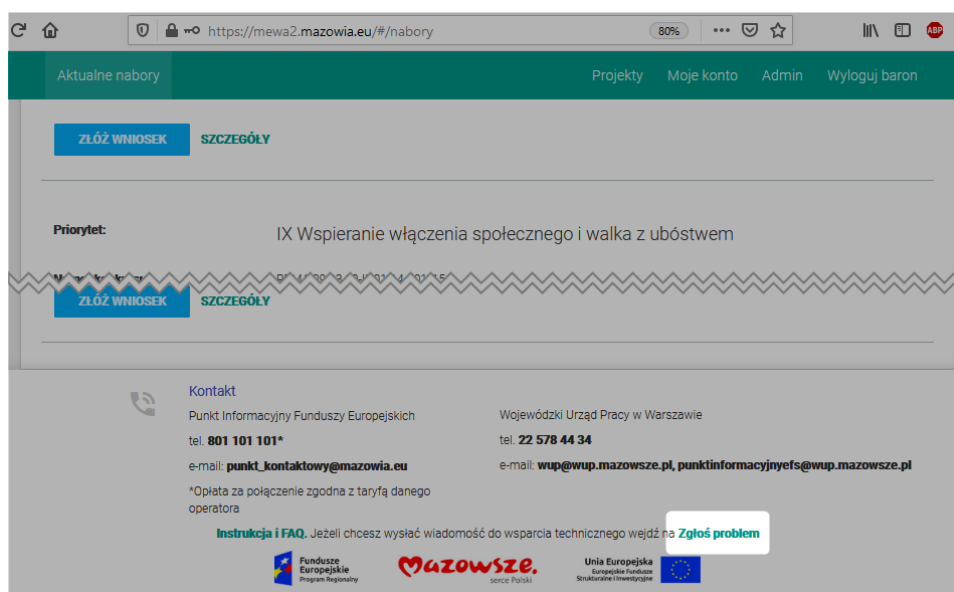 https://mewa2.mazowia.eu/#/nabory 80% ABP
Aktualne nabory Projekty Moje konto Admin Wyloguj baron
ZŁÓŻ WNIOSEK SZCZEGÓŁY
Priorytet: IX Wspieranie włączenia społecznego i walka z ubóstwem
ZŁÓŻ WNIOSEK SZCZEGÓŁY
Kontakt
Punkt Informacyjny Funduszy Europejskich
tel. 801 101 101*
e-mail: punkt_kontaktowy@mazowia.eu
*Opłata za połączenie zgodna z taryfą danego
operatora
Wojewódzki Urząd Pracy w Warszawie
tel. 22 578 44 34
e-mail: wup@wup.mazowsze.pl, punktinformacyjnyefs@wup.mazowsze.pl
Instrukcja i FAQ. Jeżeli chcesz wysłać wiadomość do wsparcia technicznego wejdź na Zgłoś problem
Fundusze
Europejskie
Program Regionalny
Mazowsze.
serce Polski
Unia Europejska
Europejskie Fundusze
Strukturalne i Inwestycyjne